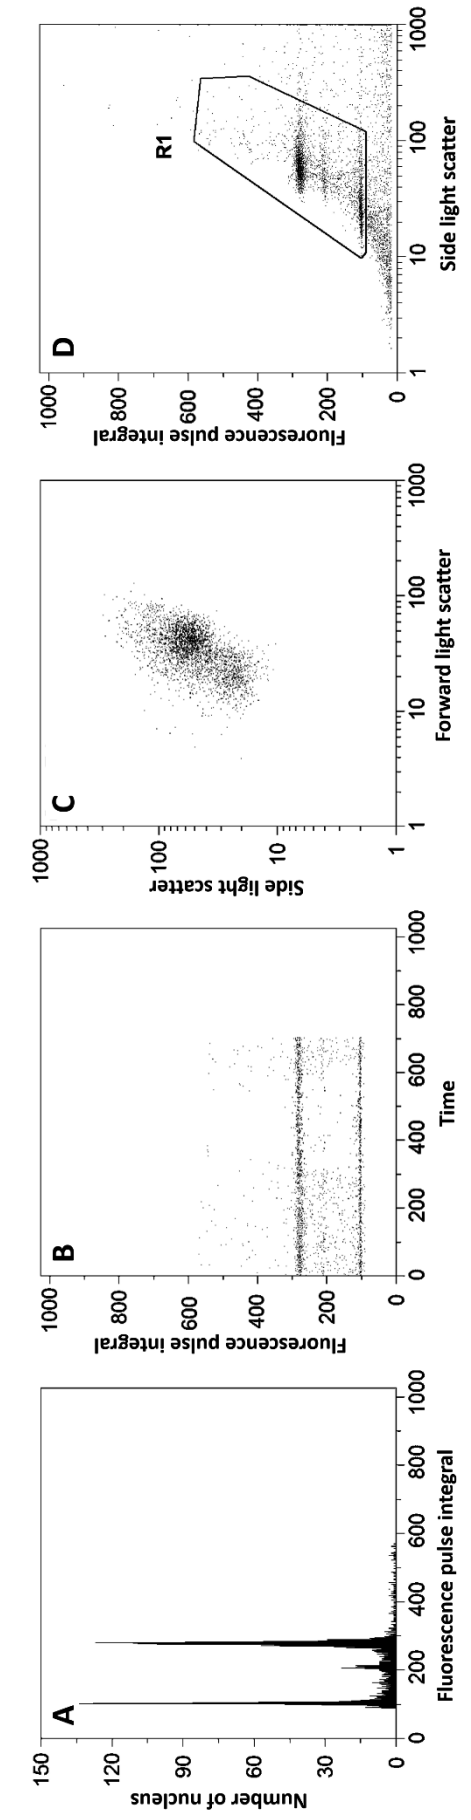 A
Number of nucleus
150
120
90
60
30
0
0 200 400 600 800 1000
Fluorescence pulse integral
B
Fluorescence pulse integral
1000
800
600
400
200
0
0 200 400 600 800 1000
Time
C
Side light scatter
1000
100
10
1
1 10 100 1000
Forward light scatter
D
R1
Fluorescence pulse integral
1000
800
600
400
200
0
1 10 100 1000
Side light scatter